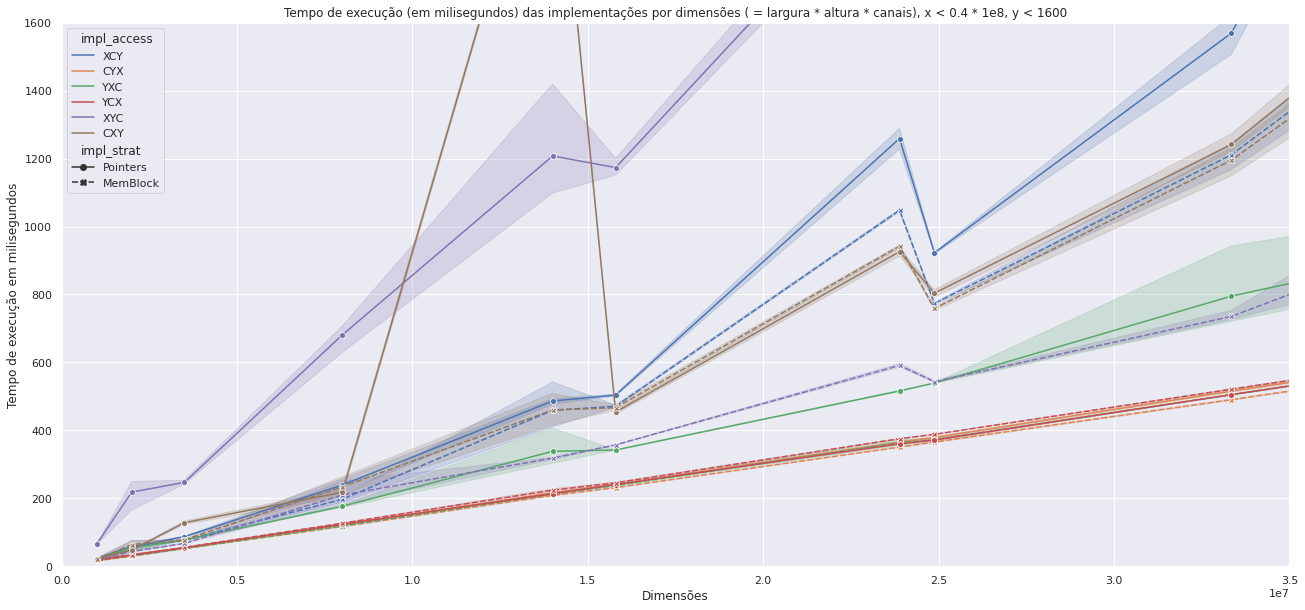 Tempo de execução (em milisegundos) das implementações por dimensões ( = largura * altura * canais), x < 0.4 * 1e8, y < 1600
Tempo de execução em milisegundos
1600
1400
1200
1000
800
600
400
200
0
impl_access
XCY
CYX
YXC
YCX
XYC
CXY
impl_strat
Pointers
MemBlock
0.0
0.5
1.0
1.5
2.0
2.5
3.0
3.5
1e7
Dimensões